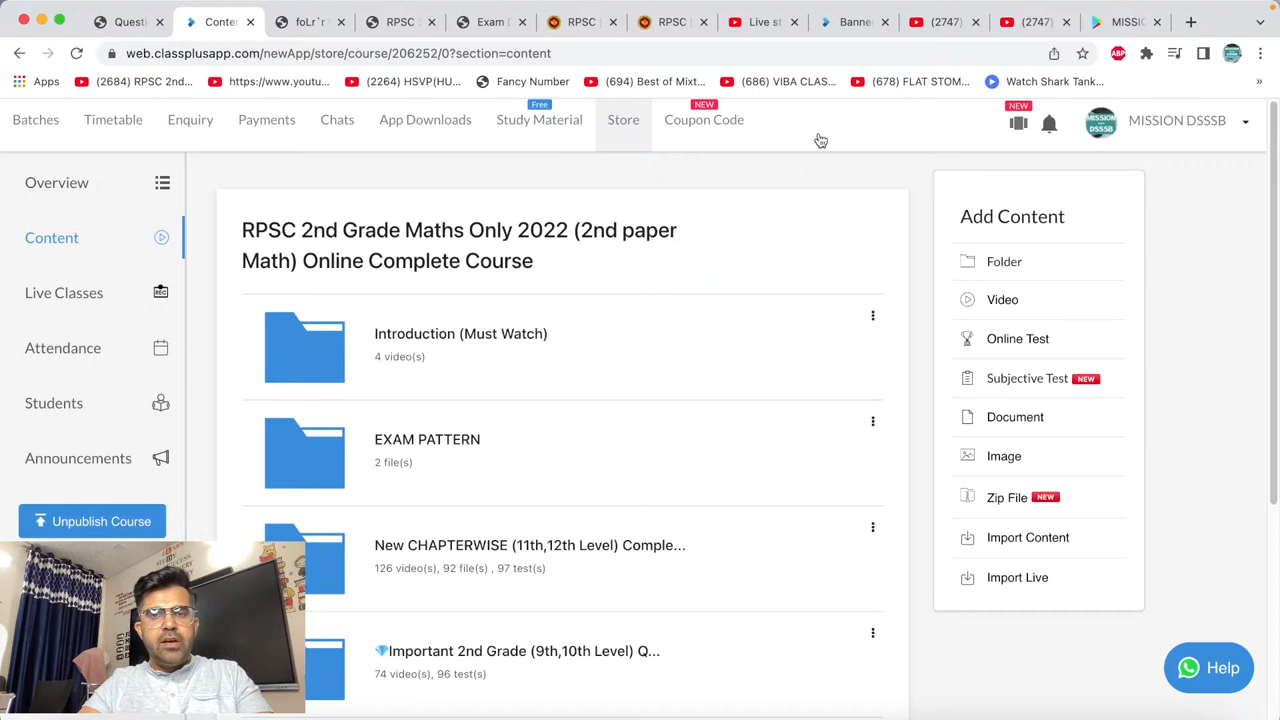 Questi
Conten
foLr`r
RPSC
Exam D
RPSC |
RPSC |
Live st
Banner
(2747)
(2747)
MISSIO
web.classplusapp.com/newApp/store/course/206252/0?section=content
ABP
Apps
(2684) RPSC 2nd...
https://www.youtu...
(2264) HSVP(HU...
Fancy Number
(694) Best of Mixt...
(686) VIBA CLAS...
(678) FLAT STOM...
Watch Shark Tank...
»
Batches
Timetable
Enquiry
Payments
Chats
App Downloads
Free
Study Material
Store
NEW
Coupon Code
NEW
MISSION DSSSB
MISSION DSSSB
Overview
Content
Live Classes
REC
Attendance
Students
Announcements
Unpublish Course
RPSC 2nd Grade Maths Only 2022 (2nd paper
Math) Online Complete Course
Introduction (Must Watch)
4 video(s)
EXAM PATTERN
2 file(s)
New CHAPTERWISE (11th,12th Level) Comple...
126 video(s), 92 file(s) , 97 test(s)
💎Important 2nd Grade (9th,10th Level) Q...
74 video(s), 96 test(s)
Add Content
Folder
Video
Online Test
Subjective Test NEW
Document
Image
Zip File NEW
Import Content
Import Live
Help